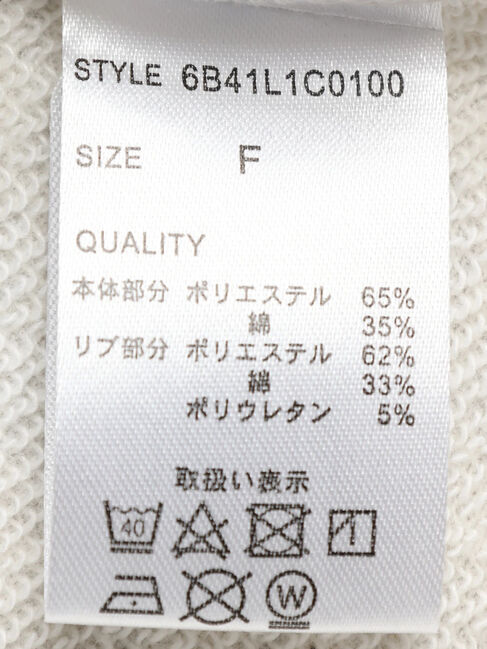 STYLE 6B41L1C0100
SIZE F
QUALITY
本体部分 ポリエステル 65%
綿 35%
リブ部分 ポリエステル 62%
綿 33%
ポリウレタン 5%
取扱い表示
40
W